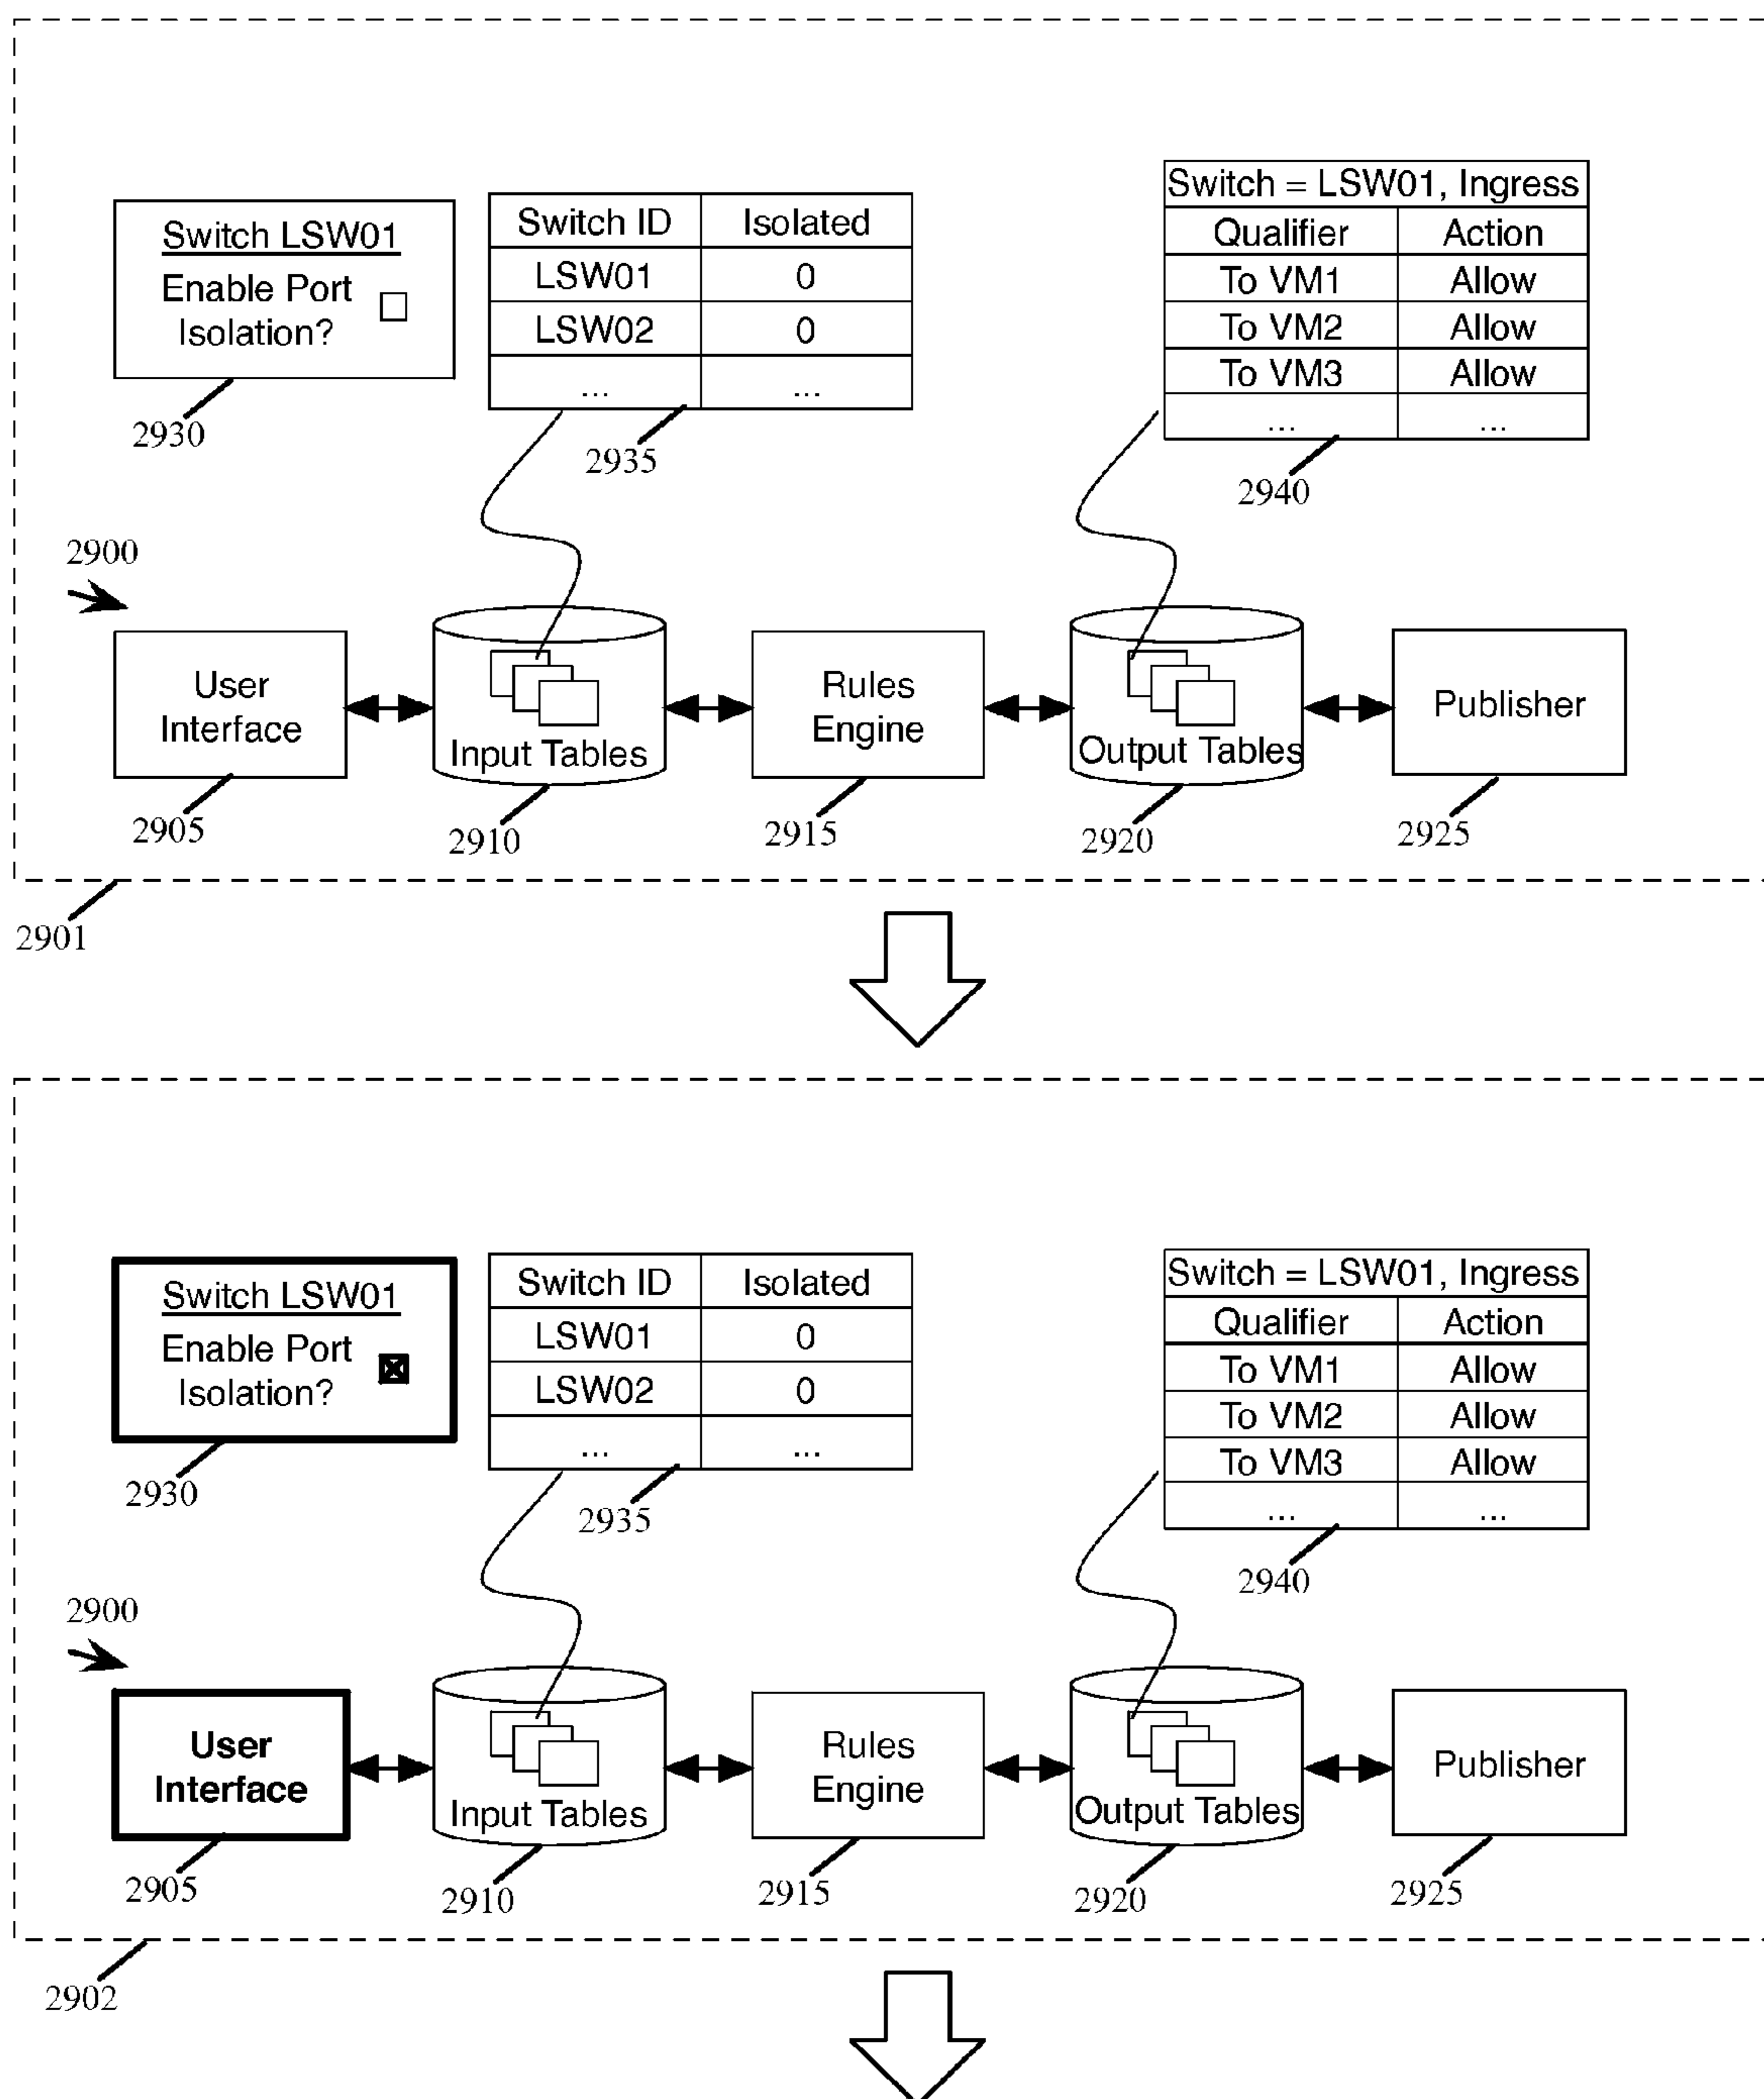 Switch LSW01
Enable Port
Isolation?
2930
Switch ID Isolated
LSW01 0
LSW02 0
... ...
2935
Switch = LSW01, Ingress
Qualifier Action
To VM1 Allow
To VM2 Allow
To VM3 Allow
... ...
2940
2900
User
Interface
2905
Input Tables
2910
Rules
Engine
2915
Output Tables
2920
Publisher
2925
2901
Switch LSW01
Enable Port
Isolation?
2930
Switch ID Isolated
LSW01 0
LSW02 0
... ...
2935
Switch = LSW01, Ingress
Qualifier Action
To VM1 Allow
To VM2 Allow
To VM3 Allow
... ...
2940
2900
User
Interface
2905
Input Tables
2910
Rules
Engine
2915
Output Tables
2920
Publisher
2925
2902